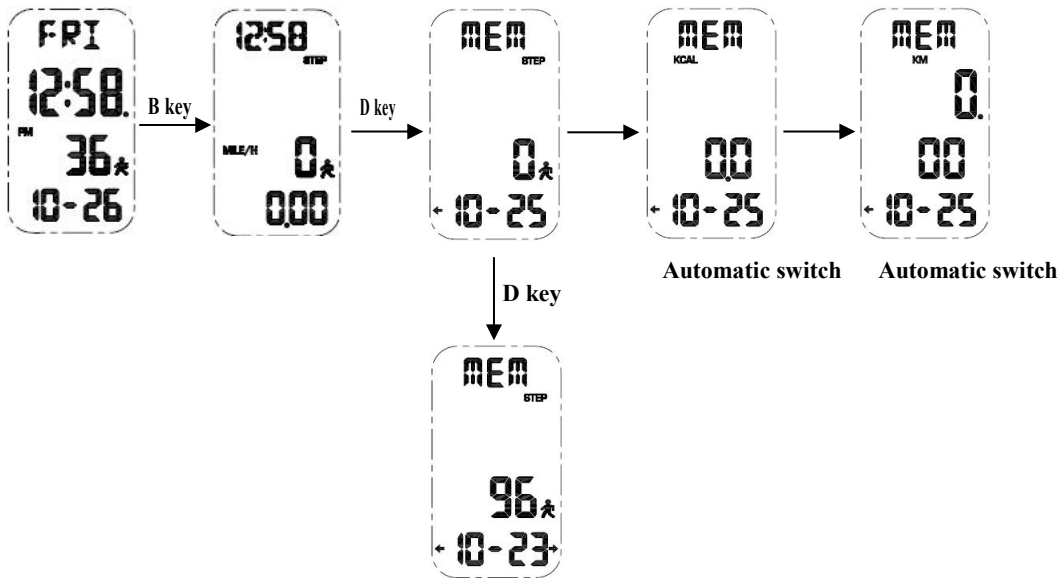 FRI
12:58.
PM
36
10-26
B key
12:58
STEP
MILE/H
0
0.00
D key
MEM
STEP
0
← 10-25
MEM
KCAL
0.0
← 10-25
Automatic switch
MEM
KM
0.
00
← 10-25
Automatic switch
D key
MEM
STEP
96
← 10-23→